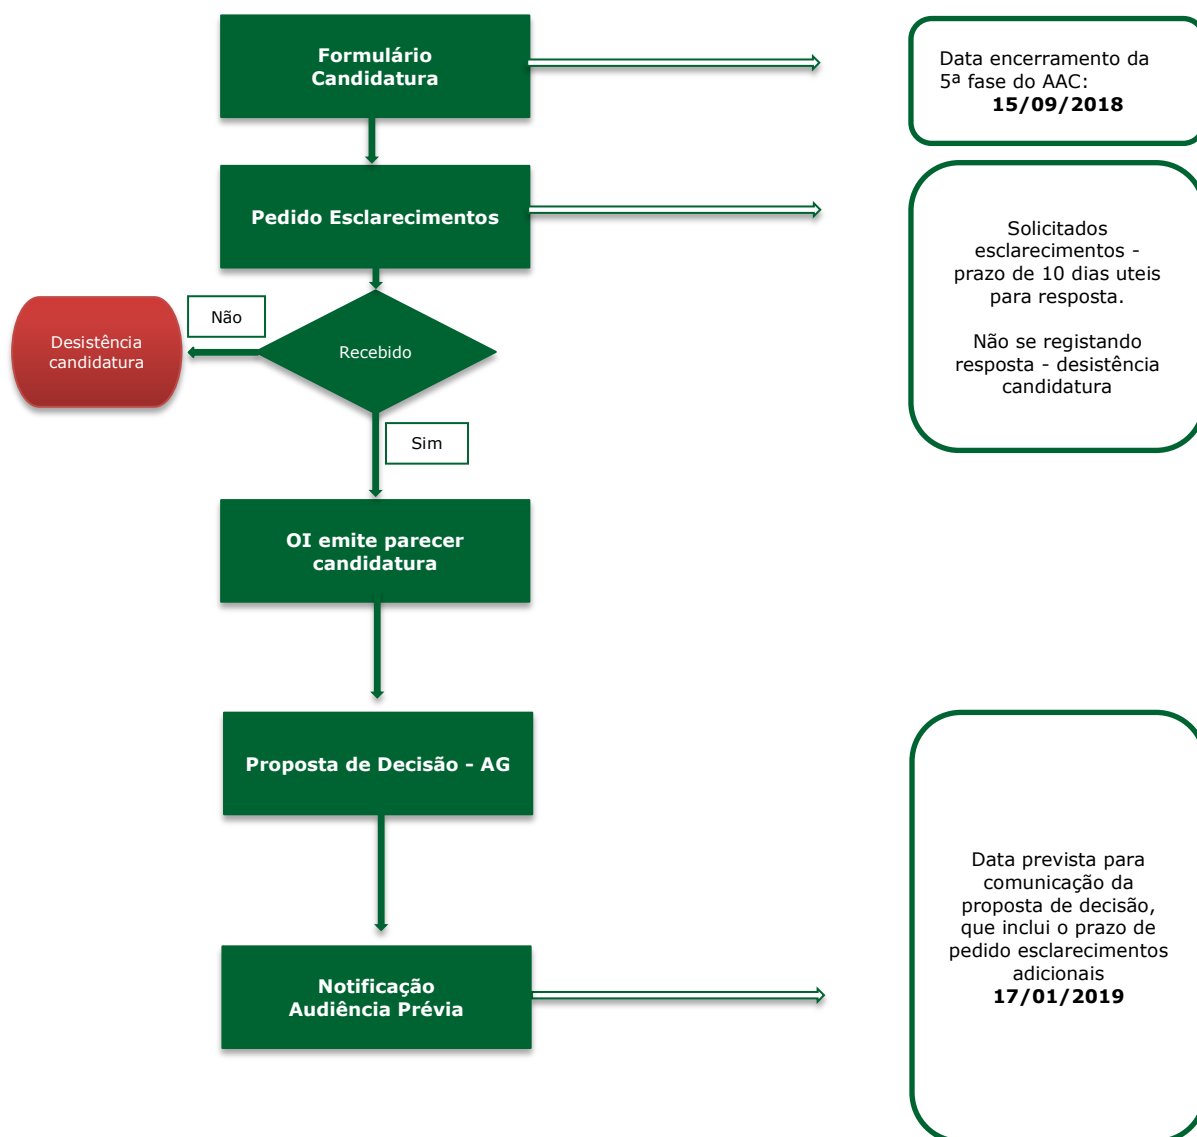 Formulário
Candidatura
Data encerramento da
5ª fase do AAC:
15/09/2018
Pedido Esclarecimentos
Solicitados
esclarecimentos -
prazo de 10 dias uteis
para resposta.
Não se registando
resposta - desistência
candidatura
Não
Desistência
candidatura
Recebido
Sim
OI emite parecer
candidatura
Proposta de Decisão - AG
Notificação
Audiência Prévia
Data prevista para
comunicação da
proposta de decisão,
que inclui o prazo de
pedido esclarecimentos
adicionais
17/01/2019